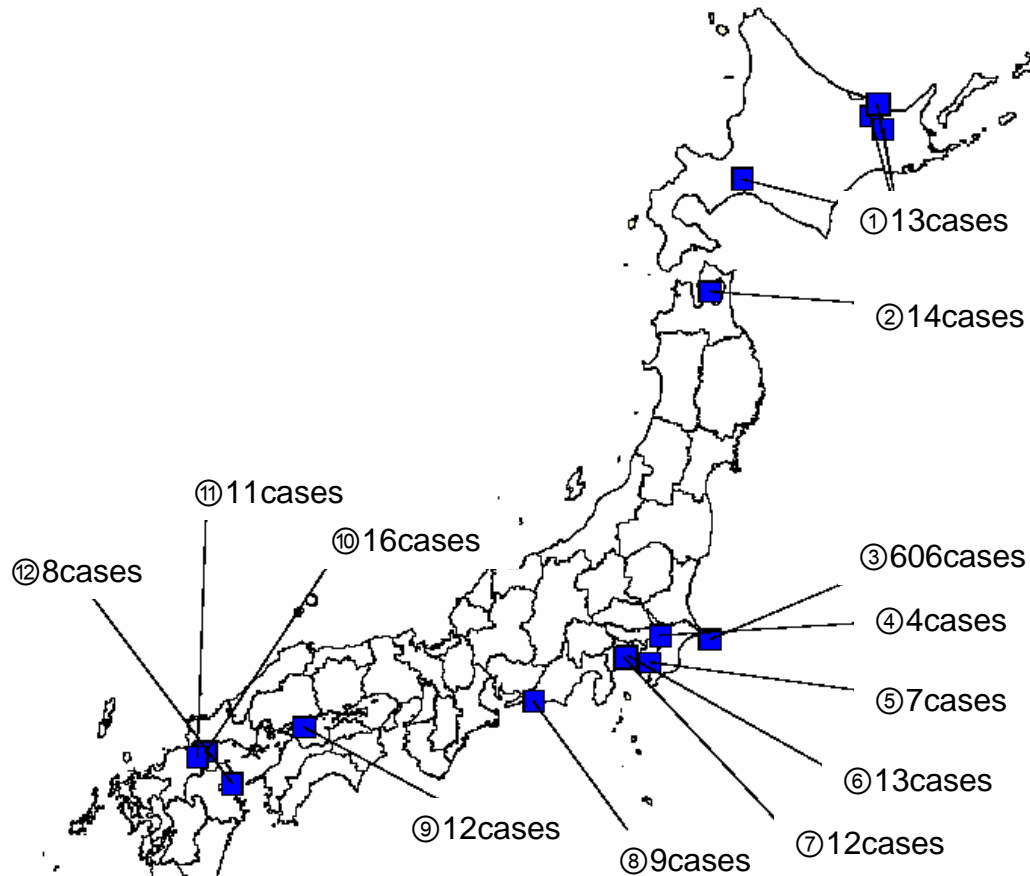 ①13cases
②14cases
⑪11cases
⑩16cases
⑫8cases
③606cases
④4cases
⑤7cases
⑥13cases
⑨12cases
⑦12cases
⑧9cases